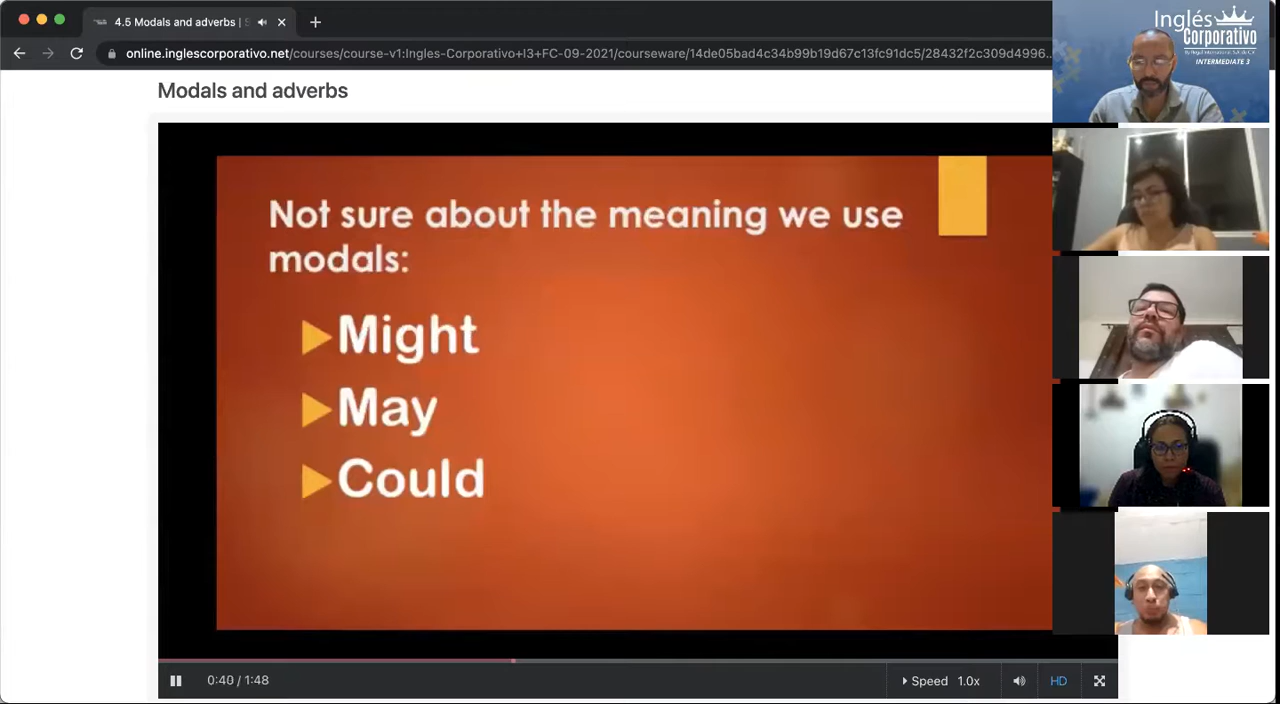 4.5 Modals and adverbs | S
online.inglescorporativo.net/courses/course-v1:Ingles-Corporativo+I3+FC-09-2021/courseware/14de05bad4c34b99b19d67c13fc91dc5/28432f2c309d4996...
Inglés
Corporativo
INTERMEDIATE 3
Modals and adverbs
Not sure about the meaning we use
modals:
Might
May
Could
0:40 / 1:48
Speed 1.0x
HD